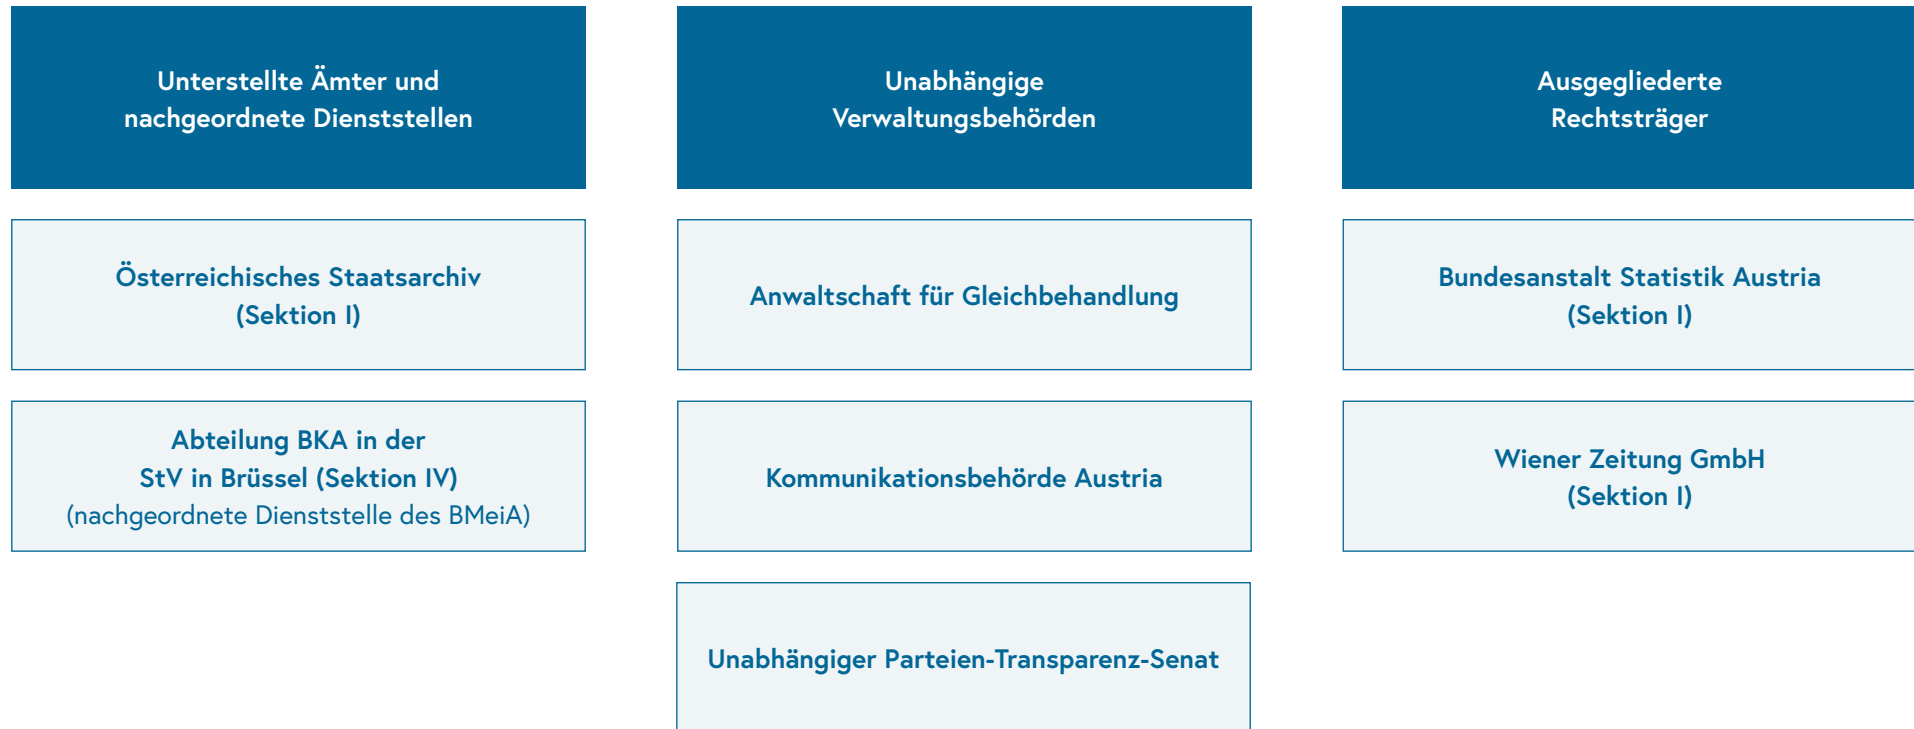 Unterstellte Ämter und
nachgeordnete Dienststellen
Österreichisches Staatsarchiv
(Sektion I)
Abteilung BKA in der
StV in Brüssel (Sektion IV)
(nachgeordnete Dienststelle des BMeiA)
Unabhängige
Verwaltungsbehörden
Anwaltschaft für Gleichbehandlung
Kommunikationsbehörde Austria
Unabhängiger Parteien-Transparenz-Senat
Ausgegliederte
Rechtsträger
Bundesanstalt Statistik Austria
(Sektion I)
Wiener Zeitung GmbH
(Sektion I)